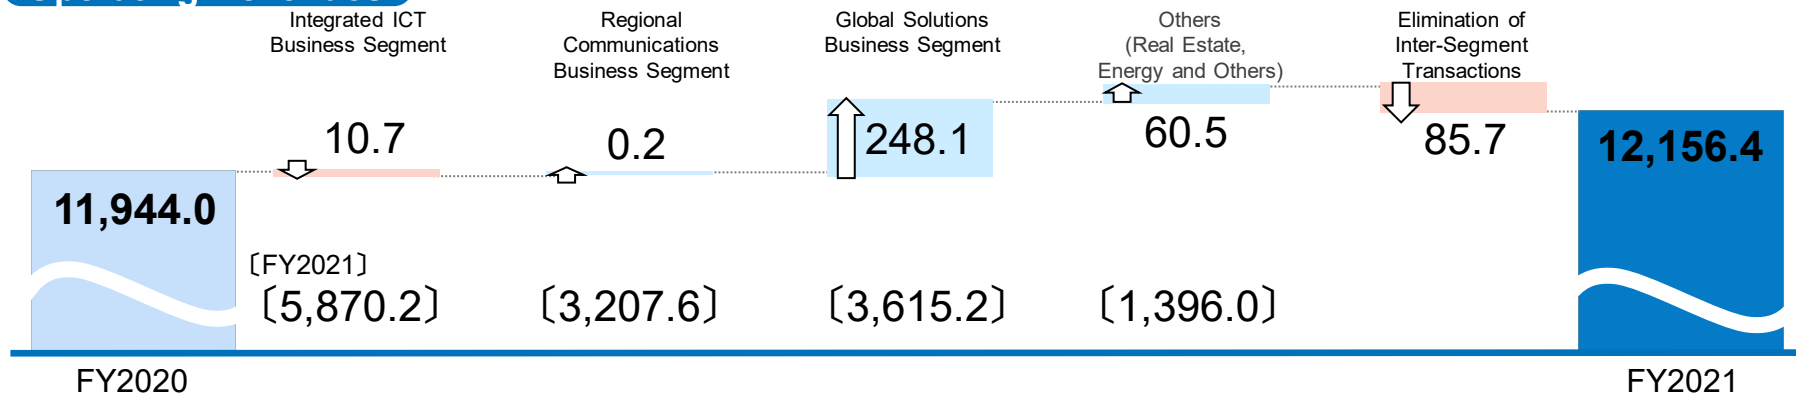 Integrated ICT
Business Segment
Regional
Communications
Business Segment
Global Solutions
Business Segment
Others
(Real Estate,
Energy and Others)
Elimination of
Inter-Segment
Transactions
10.7
0.2
248.1
60.5
85.7
11,944.0
12,156.4
〔FY2021〕
〔5,870.2〕
〔3,207.6〕
〔3,615.2〕
〔1,396.0〕
FY2020
FY2021